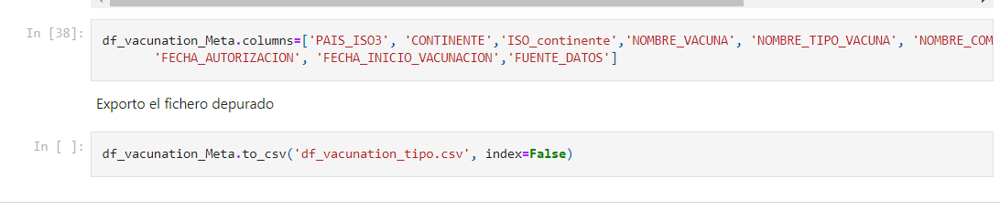 In [38]:
df_vacunation_Meta.columns=['PAIS_ISO3', 'CONTINENTE','ISO_continente','NOMBRE_VACUNA', 'NOMBRE_TIPO_VACUNA', 'NOMBRE_COM
'FECHA_AUTORIZACION', 'FECHA_INICIO_VACUNACION','FUENTE_DATOS']
Exporto el fichero depurado
In [ ]:
df_vacunation_Meta.to_csv('df_vacunation_tipo.csv', index=False)